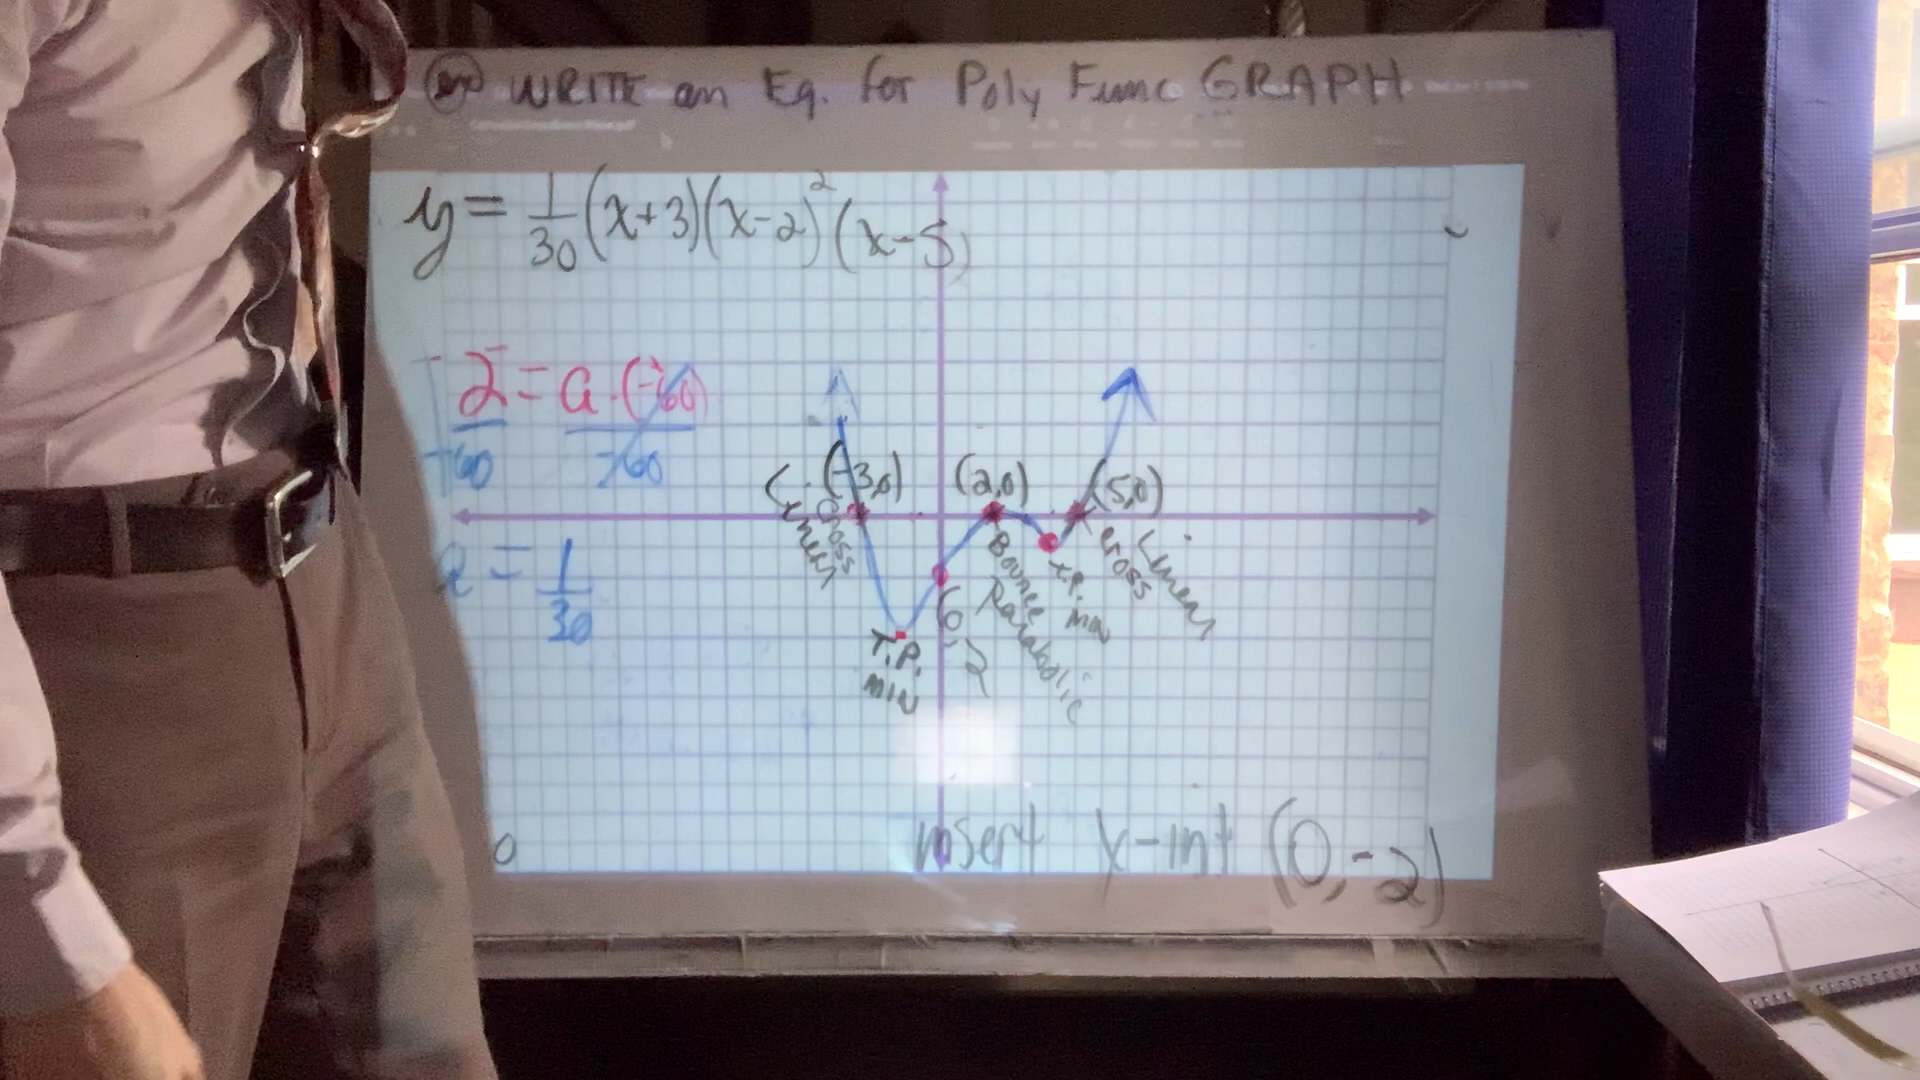 WRITE an Eq. for Poly Func GRAPH
y = 1/30 (x+3)(x-2)² (x-5)
-2 = a · (-60)
-60 -60
a = 1/30
(-3,0) (2,0) (5,0)
Cross
Linear
Bounce
Parabolic
T.P. min
Cross
Linear
(0,-2
T.P.
MIN
insert x-int (0,-2)